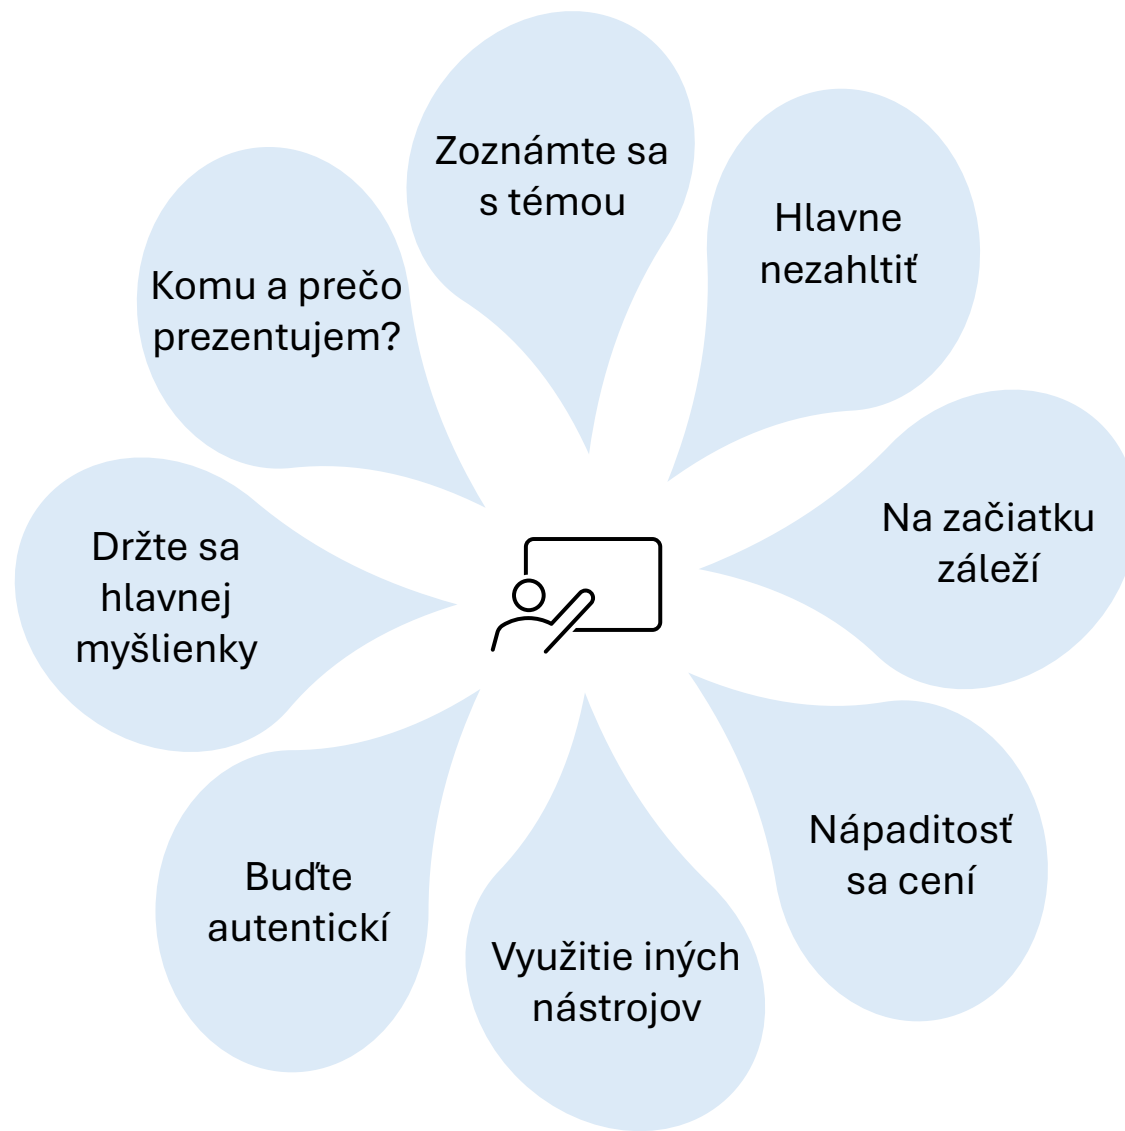 Zoznámte sa
s témou
Hlavne
nezahltiť
Komu a prečo
prezentujem?
Na začiatku
záleží
Držte sa
hlavnej
myšlienky
Nápaditosť
sa cení
Buďte
autentickí
Využitie iných
nástrojov